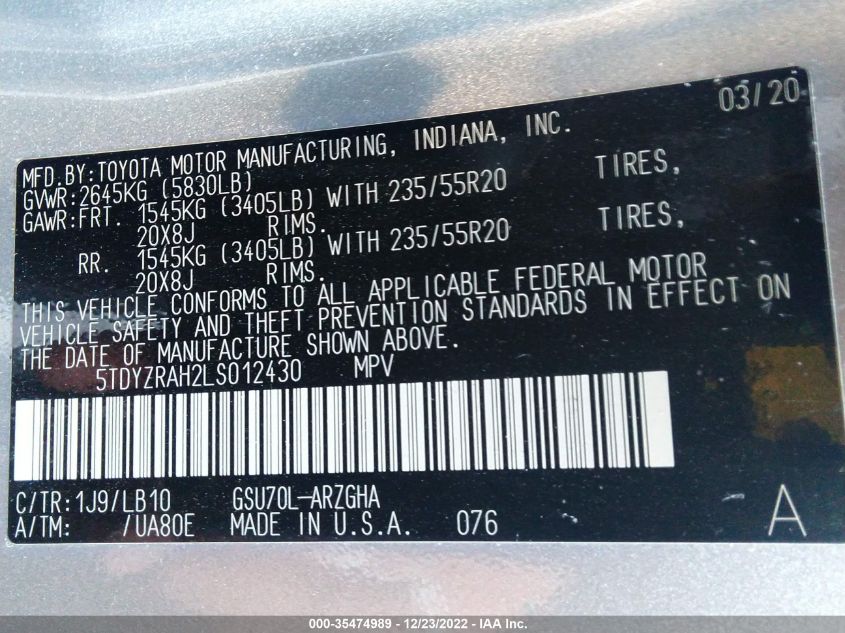 03/20
MFD.BY:TOYOTA MOTOR MANUFACTURING, INDIANA, INC.
GVWR:2645KG (5830LB)
GAWR:FRT. 1545KG (3405LB) WITH 235/55R20 TIRES,
20X8J RIMS.
RR. 1545KG (3405LB) WITH 235/55R20 TIRES,
20X8J RIMS.
THIS VEHICLE CONFORMS TO ALL APPLICABLE FEDERAL MOTOR
VEHICLE SAFETY AND THEFT PREVENTION STANDARDS IN EFFECT ON
THE DATE OF MANUFACTURE SHOWN ABOVE.
5TDYZRAH2LS012430 MPV
C/TR:1J9/LB10 GSU70L-ARZGHA
A/TM: /UA80E MADE IN U.S.A. 076 A
000-35474989 - 12/23/2022 - IAA Inc.